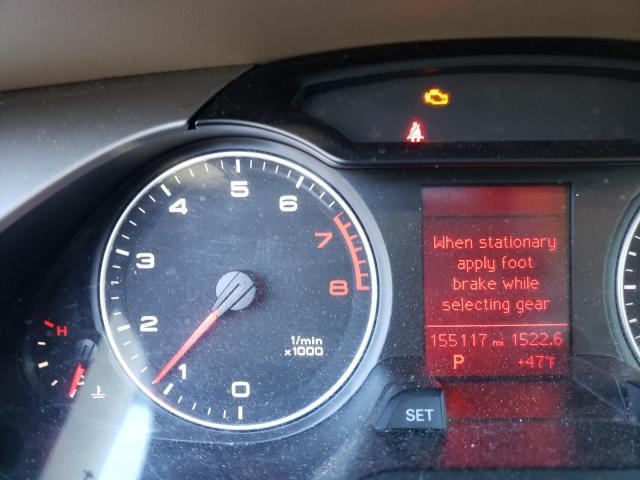 5
4
6
3
7
2
8
1
0
1/min
x1000
H
When stationary
apply foot
brake while
selecting gear
155117 mi 1522.6
P +47°F
SET